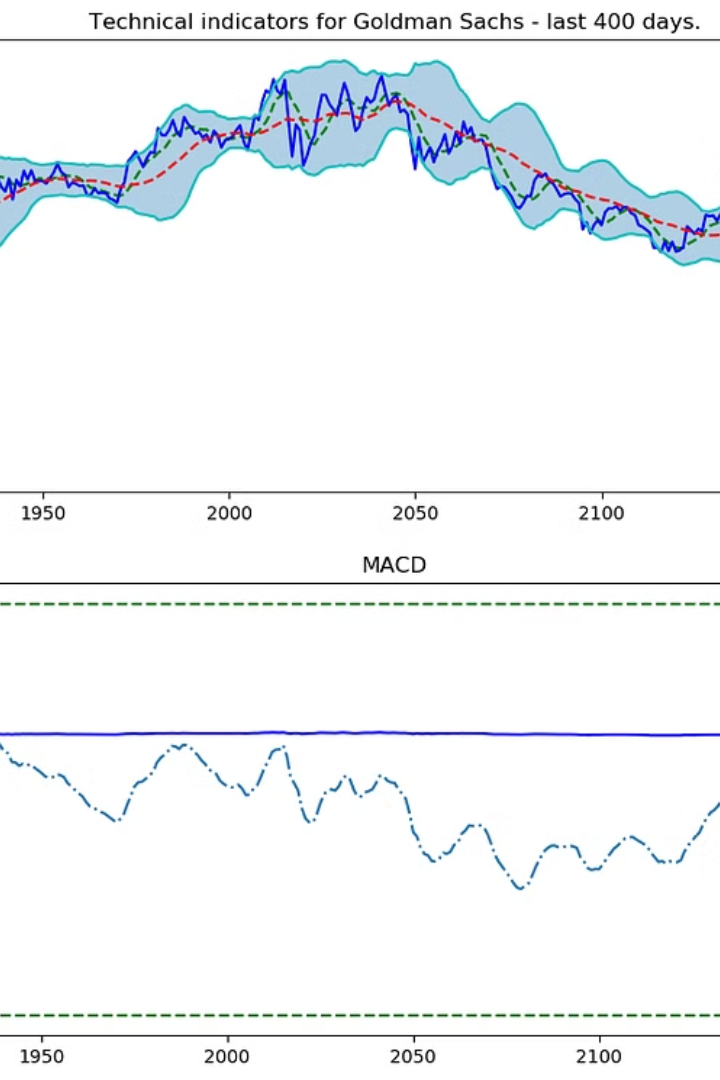 Technical indicators for Goldman Sachs - last 400 days.
1950 2000 2050 2100
MACD
1950 2000 2050 2100